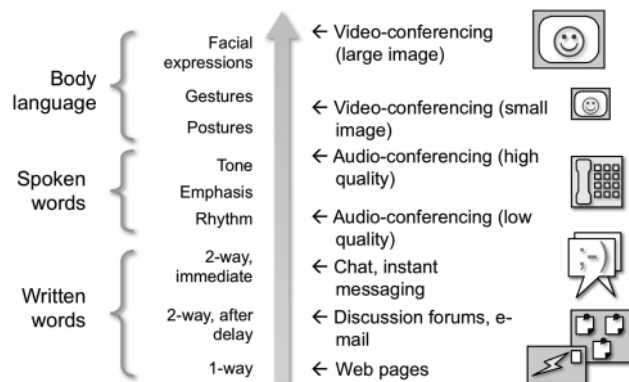 Body
language
Facial
expressions
Gestures
Postures
Spoken
words
Tone
Emphasis
Rhythm
Written
words
2-way,
immediate
2-way, after
delay
1-way
← Video-conferencing
(large image)
← Video-conferencing (small
image)
← Audio-conferencing (high
quality)
← Audio-conferencing (low
quality)
← Chat, instant
messaging
← Discussion forums, e-
mail
← Web pages
;-)